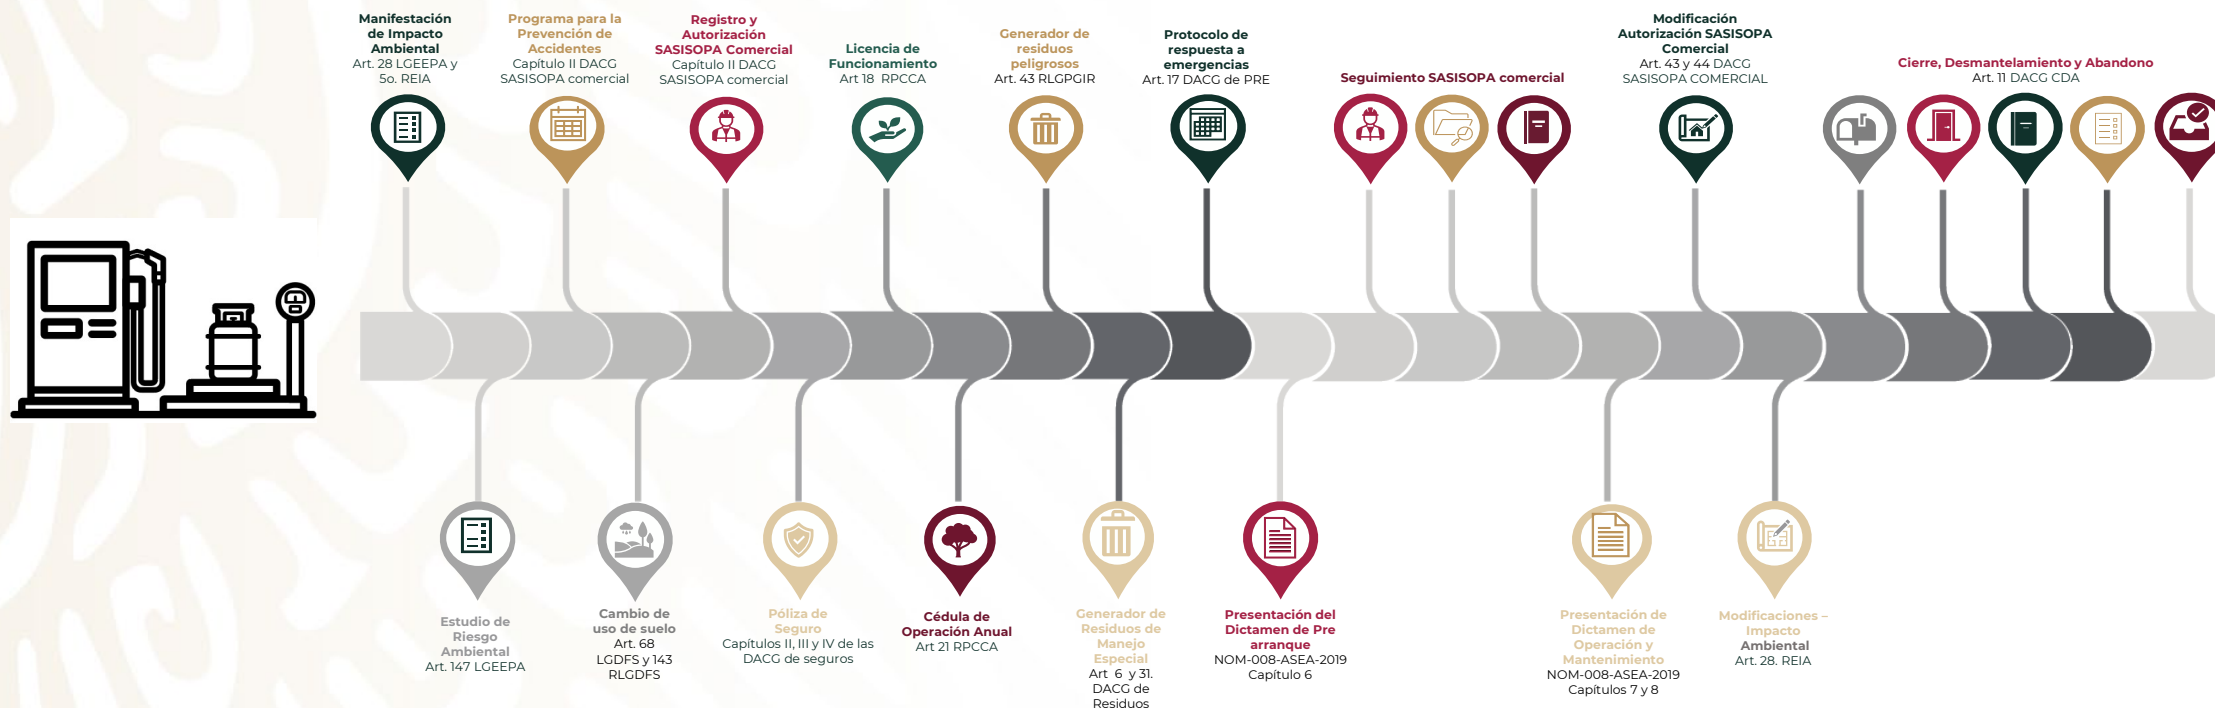 Manifestación
de Impacto
Ambiental
Art. 28 LGEEPA y
5o. REIA
Programa para la
Prevención de
Accidentes
Capítulo II DACG
SASISOPA comercial
Registro y
Autorización
SASISOPA Comercial
Capítulo II DACG
SASISOPA comercial
Licencia de
Funcionamiento
Art 18 RPCCA
Generador de
residuos
peligrosos
Art. 43 RLGPGIR
Protocolo de
respuesta a
emergencias
Art. 17 DACG de PRE
Seguimiento SASISOPA comercial
Modificación
Autorización SASISOPA
Comercial
Art. 43 y 44 DACG
SASISOPA COMERCIAL
Cierre, Desmantelamiento y Abandono
Art. 11 DACG CDA
Estudio de
Riesgo
Ambiental
Art. 147 LGEEPA
Cambio de
uso de suelo
Art. 68
LGDFS y 143
RLGDFS
Póliza de
Seguro
Capítulos II, III y IV de las
DACG de seguros
Cédula de
Operación Anual
Art 21 RPCCA
Generador de
Residuos de
Manejo
Especial
Art 6 y 31.
DACG de
Residuos
Presentación del
Dictamen de Pre
arranque
NOM-008-ASEA-2019
Capítulo 6
Presentación de
Dictamen de
Operación y
Mantenimiento
NOM-008-ASEA-2019
Capítulos 7 y 8
Modificaciones –
Impacto
Ambiental
Art. 28. REIA